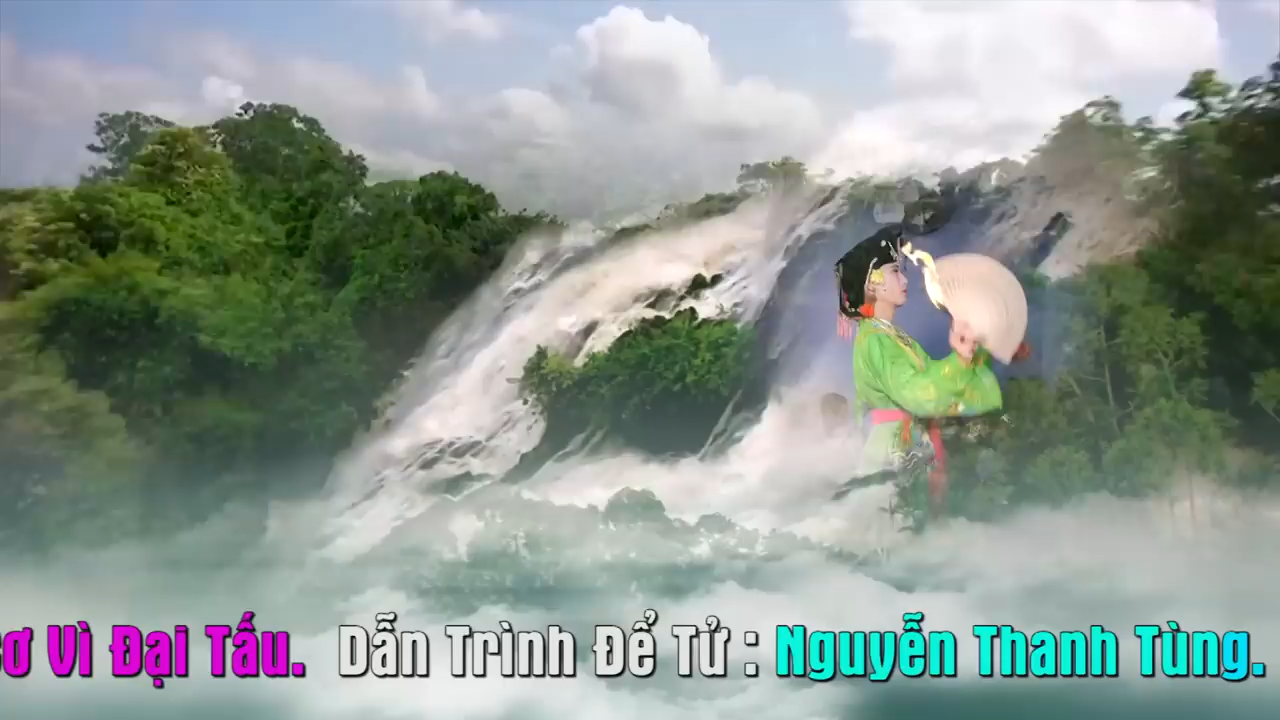 Vì Đại Tấu. Dẫn Trình Để Tử : Nguyễn Thanh Tùng.